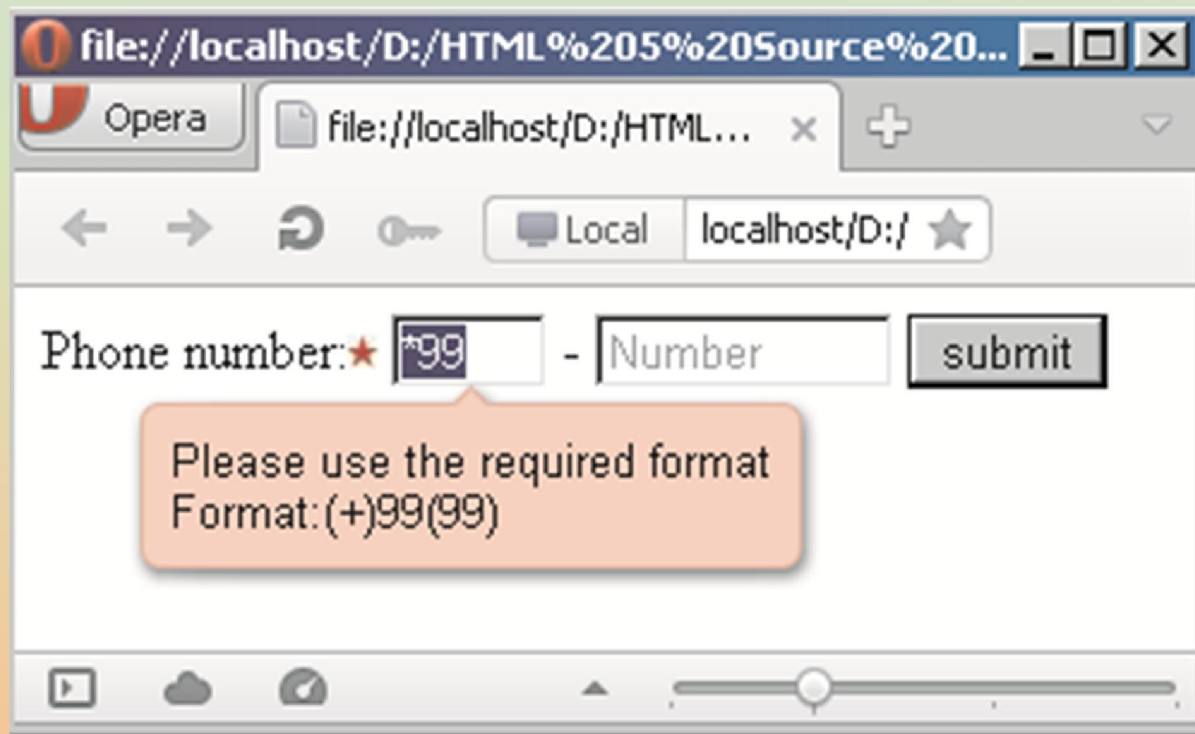 file://localhost/D:/HTML%205%20Source%20...
Opera
file://localhost/D:/HTML...
Local
localhost/D:/
Phone number:★ *99 - Number submit
Please use the required format
Format:(+)99(99)